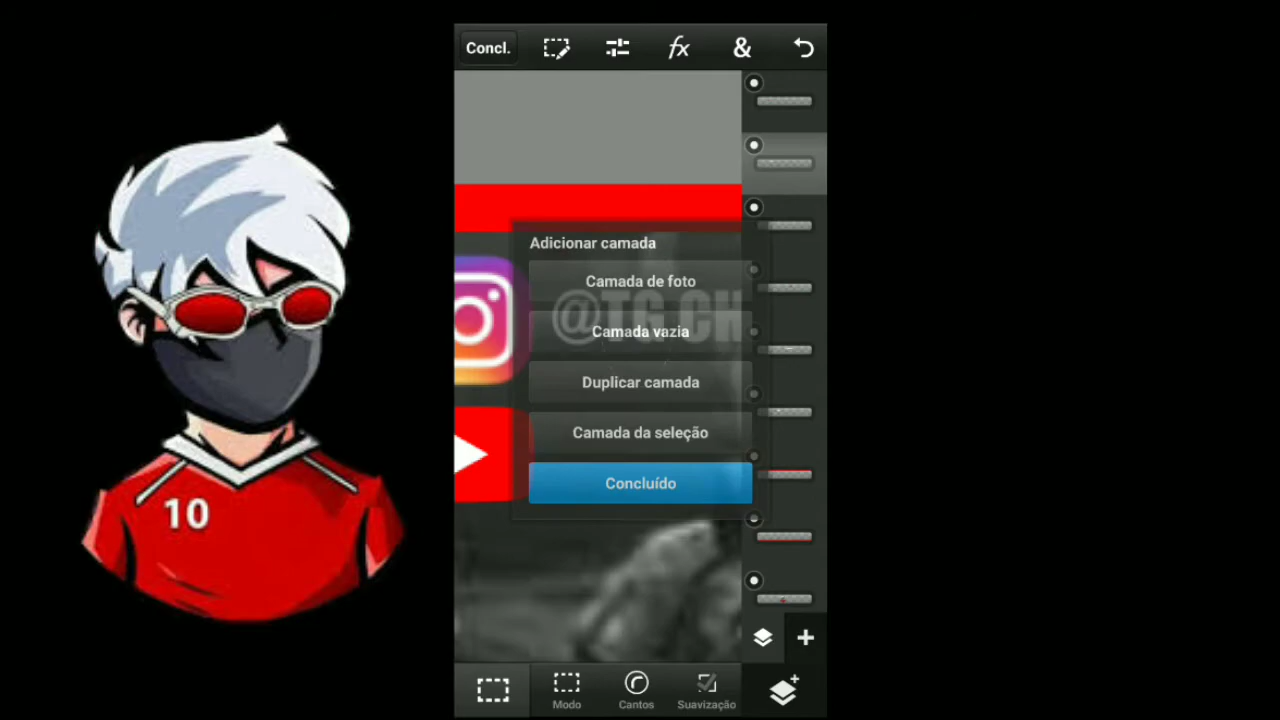 Concl.
fx
&
Adicionar camada
Camada de foto
@TG CH
Camada vazia
Duplicar camada
Camada da seleção
Concluído
10
Modo
Cantos
Suavização